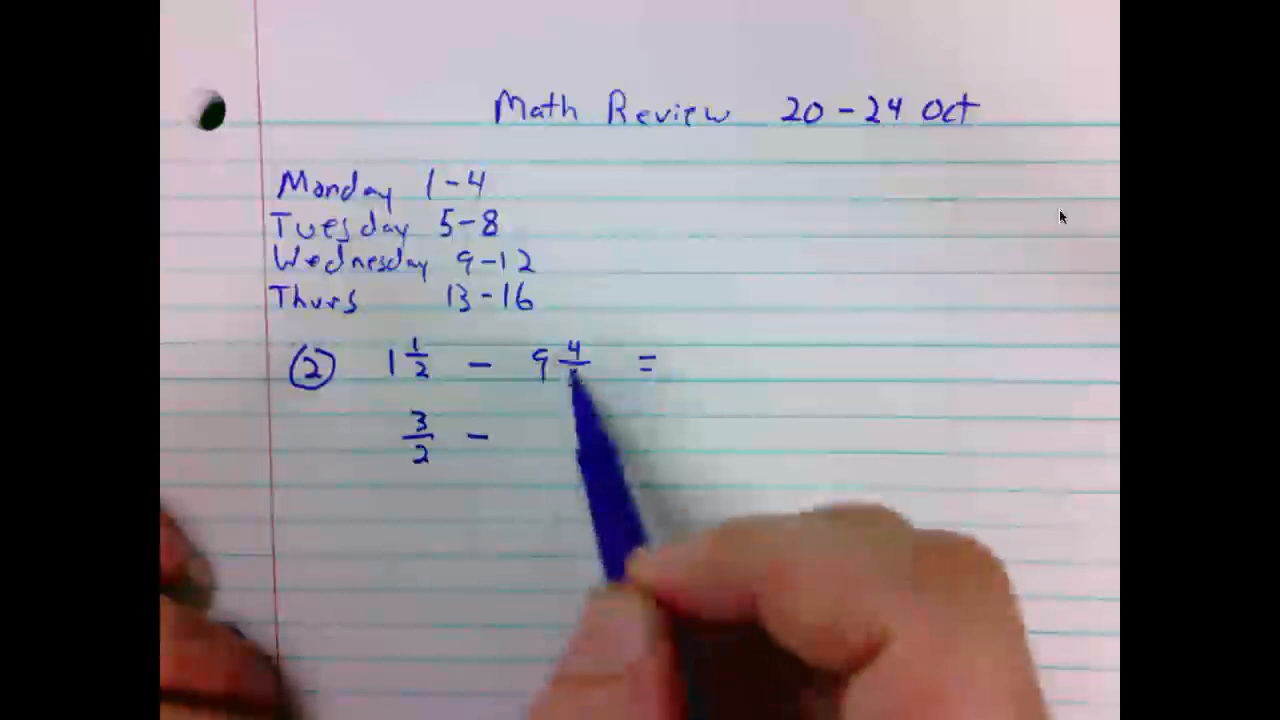 Math Review 20-24 Oct
Monday 1-4
Tuesday 5-8
Wednesday 9-12
Thurs 13-16
② 1 1/2 - 9 4/ =
3/2 -